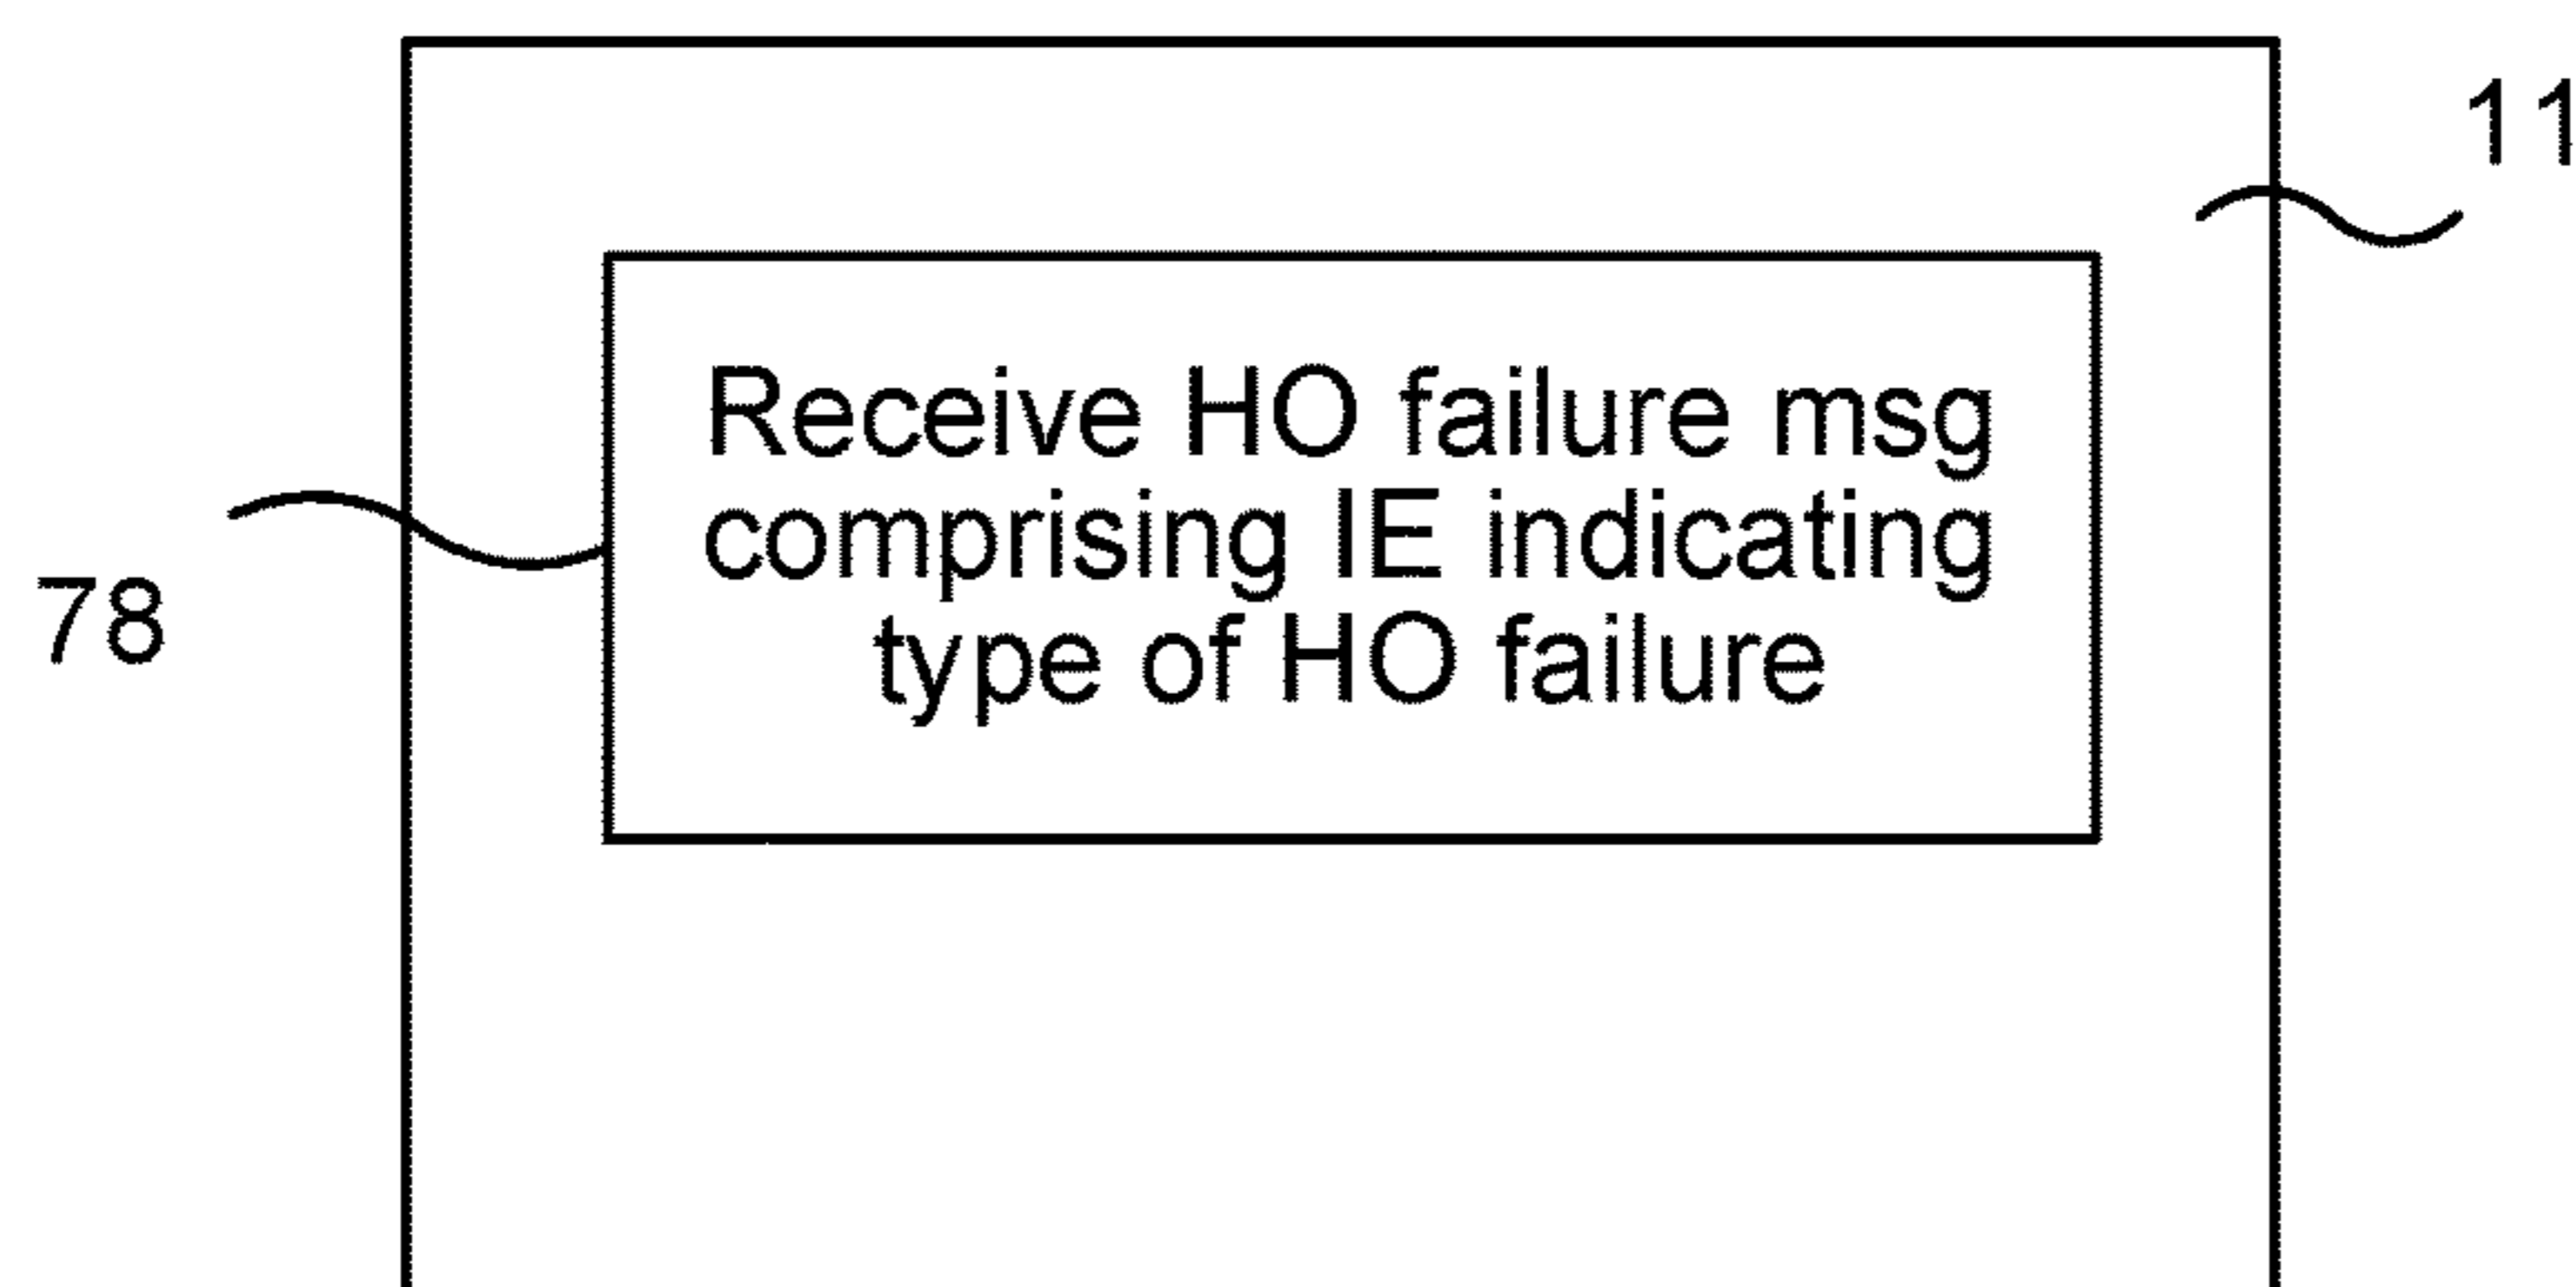 11
Receive HO failure msg
comprising IE indicating
type of HO failure
78